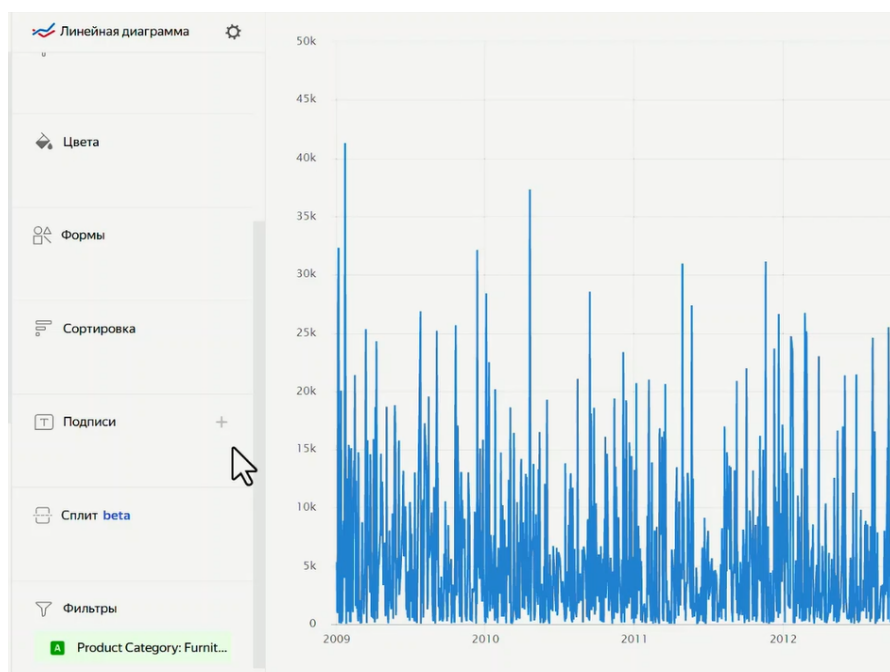 Линейная диаграмма
Цвета
Формы
Сортировка
T Подписи +
Сплит beta
Фильтры
A Product Category: Furnit...
50k
45k
40k
35k
30k
25k
20k
15k
10k
5k
0
2009 2010 2011 2012